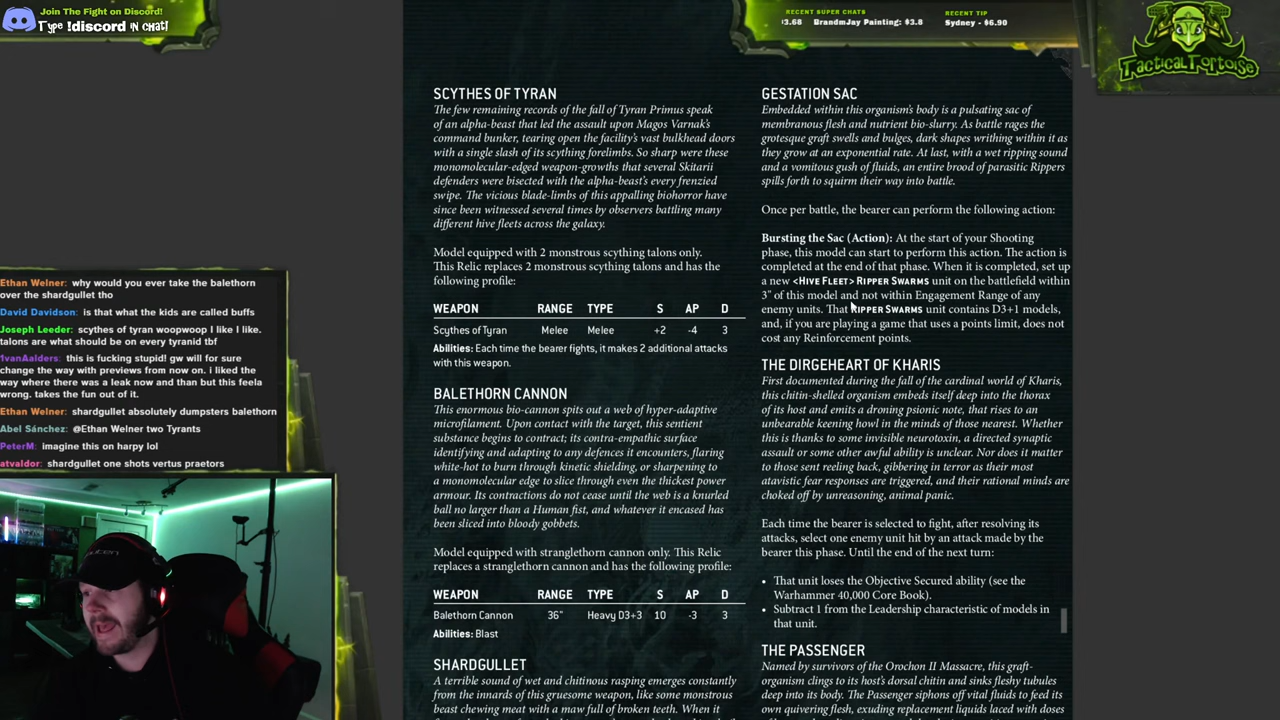 Join The Fight on Discord!
Type !discord in chat!
RECENT SUPER CHATS
3.68 BrandmJay Painting: $3.8
RECENT TIP
Sydney - $6.90
TACTICALTORTOISE
Ethan Welner: why would you ever take the balethorn
over the shardgullet tho
David Davidson: is that what the kids are called buffs
Joseph Leeder: scythes of tyran woopwoop I like I like.
talons are what should be on every tyranid tbf
1vanAalders: this is fucking stupid! gw will for sure
change the way with previews from now on. i liked the
way where there was a leak now and than but this feela
wrong. takes the fun out of it.
Ethan Welner: shardgullet absolutely dumpsters balethorn
Abel Sánchez: @Ethan Welner two Tyrants
PeterM: imagine this on harpy lol
atvaldor: shardgullet one shots vertus praetors
SCYTHES OF TYRAN
The few remaining records of the fall of Tyran Primus speak
of an alpha-beast that led the assault upon Magos Varnak's
command bunker, tearing open the facility's vast bulkhead doors
with a single slash of its scything forelimbs. So sharp were these
monomolecular-edged weapon-growths that several Skitarii
defenders were bisected with the alpha-beast's every frenzied
swipe. The vicious blade-limbs of this appalling biohorror have
since been witnessed several times by observers battling many
different hive fleets across the galaxy.
Model equipped with 2 monstrous scything talons only.
This Relic replaces 2 monstrous scything talons and has the
following profile:
WEAPON RANGE TYPE S AP D
Scythes of Tyran Melee Melee +2 -4 3
Abilities: Each time the bearer fights, it makes 2 additional attacks
with this weapon.
BALETHORN CANNON
This enormous bio-cannon spits out a web of hyper-adaptive
microfilament. Upon contact with the target, this sentient
substance begins to contract; its contra-empathic surface
identifying and adapting to any defences it encounters, flaring
white-hot to burn through kinetic shielding, or sharpening to
a monomolecular edge to slice through even the thickest power
armour. Its contractions do not cease until the web is a knurled
ball no larger than a Human fist, and whatever it encased has
been sliced into bloody gobbets.
Model equipped with stranglethorn cannon only. This Relic
replaces a stranglethorn cannon and has the following profile:
WEAPON RANGE TYPE S AP D
Balethorn Cannon 36" Heavy D3+3 10 -3 3
Abilities: Blast
SHARDGULLET
A terrible sound of wet and chitinous rasping emerges constantly
from the innards of this gruesome weapon, like some monstrous
beast chewing meat with a maw full of broken teeth. When it
GESTATION SAC
Embedded within this organism's body is a pulsating sac of
membranous flesh and nutrient bio-slurry. As battle rages the
grotesque graft swells and bulges, dark shapes writhing within it as
they grow at an exponential rate. At last, with a wet ripping sound
and a vomitous gush of fluids, an entire brood of parasitic Rippers
spills forth to squirm their way into battle.
Once per battle, the bearer can perform the following action:
Bursting the Sac (Action): At the start of your Shooting
phase, this model can start to perform this action. The action is
completed at the end of that phase. When it is completed, set up
a new <HIVE FLEET> RIPPER SWARMS unit on the battlefield within
3" of this model and not within Engagement Range of any
enemy units. That RIPPER SWARMS unit contains D3+1 models,
and, if you are playing a game that uses a points limit, does not
cost any Reinforcement points.
THE DIRGEHEART OF KHARIS
First documented during the fall of the cardinal world of Kharis,
this chitin-shelled organism embeds itself deep into the thorax
of its host and emits a droning psionic note, that rises to an
unbearable keening howl in the minds of those nearest. Whether
this is thanks to some invisible neurotoxin, a directed synaptic
assault or some other awful ability is unclear. Nor does it matter
to those sent reeling back, gibbering in terror as their most
atavistic fear responses are triggered, and their rational minds are
choked off by unreasoning, animal panic.
Each time the bearer is selected to fight, after resolving its
attacks, select one enemy unit hit by an attack made by the
bearer this phase. Until the end of the next turn:
• That unit loses the Objective Secured ability (see the
Warhammer 40,000 Core Book).
• Subtract 1 from the Leadership characteristic of models in
that unit.
THE PASSENGER
Named by survivors of the Orochon II Massacre, this graft-
organism clings to its host's dorsal chitin and sinks fleshy tubules
deep into its body. The Passenger siphons off vital fluids to feed its
own quivering flesh, exuding replacement liquids laced with doses